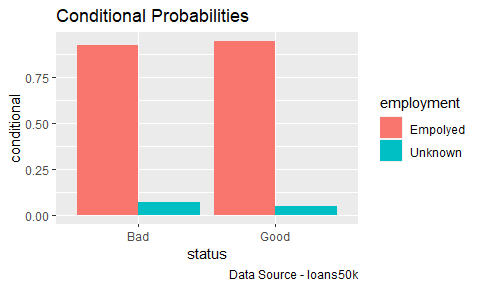 Conditional Probabilities
conditional
0.75
0.50
0.25
0.00
Bad
Good
status
employment
Empolyed
Unknown
Data Source - loans50k